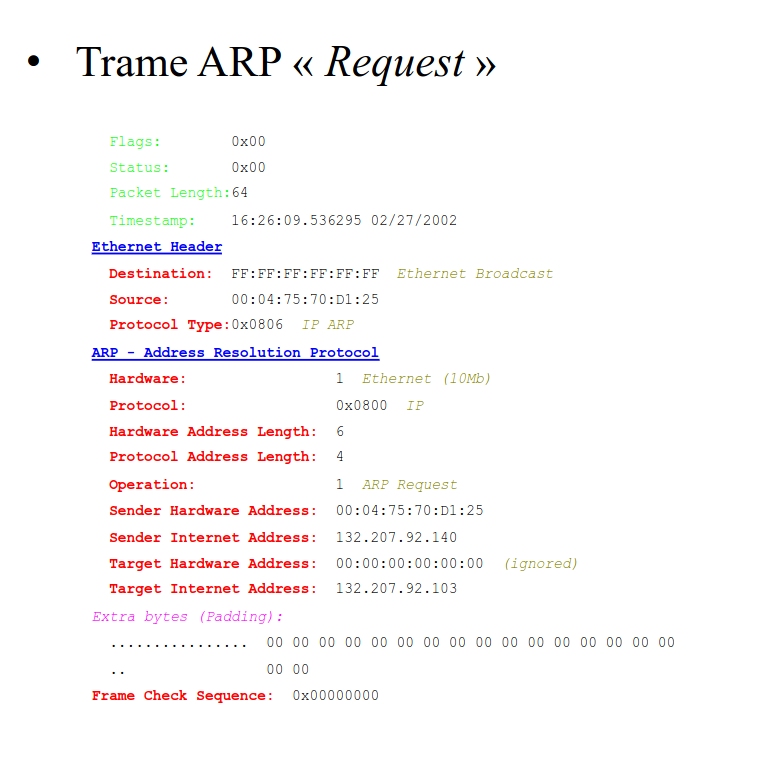 • Trame ARP « Request »
Flags: 0x00
Status: 0x00
Packet Length:64
Timestamp: 16:26:09.536295 02/27/2002
Ethernet Header
Destination: FF:FF:FF:FF:FF:FF Ethernet Broadcast
Source: 00:04:75:70:D1:25
Protocol Type:0x0806 IP ARP
ARP - Address Resolution Protocol
Hardware: 1 Ethernet (10Mb)
Protocol: 0x0800 IP
Hardware Address Length: 6
Protocol Address Length: 4
Operation: 1 ARP Request
Sender Hardware Address: 00:04:75:70:D1:25
Sender Internet Address: 132.207.92.140
Target Hardware Address: 00:00:00:00:00:00 (ignored)
Target Internet Address: 132.207.92.103
Extra bytes (Padding):
................ 00 00 00 00 00 00 00 00 00 00 00 00 00 00 00 00
.. 00 00
Frame Check Sequence: 0x00000000